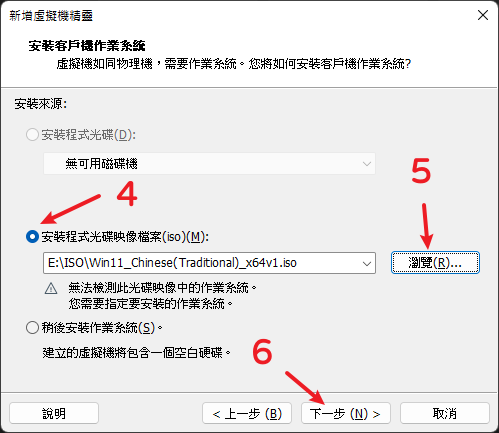 新增虛擬機精靈
安裝客戶機作業系統
虛擬機如同物理機，需要作業系統。您將如何安裝客戶機作業系統?
安裝來源:
安裝程式光碟(D):
無可用磁碟機
4
5
安裝程式光碟映像檔案(iso)(M):
E:\ISO\Win11_Chinese(Traditional)_x64v1.iso
瀏覽(R)...
無法檢測此光碟映像中的作業系統。
您需要指定要安裝的作業系統。
稍後安裝作業系統(S)。
建立的虛擬機將包含一個空白硬碟。
6
說明
< 上一步 (B)
下一步 (N) >
取消